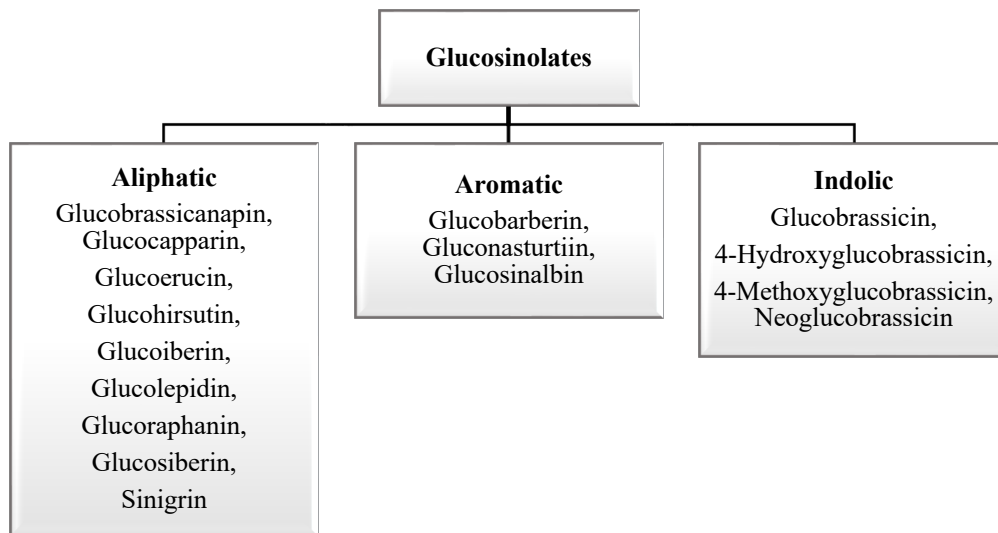 Glucosinolates
Aliphatic
Glucobrassicanapin,
Glucocapparin,
Glucoerucin,
Glucohirsutin,
Glucoiberin,
Glucolepidin,
Glucoraphanin,
Glucosiberin,
Sinigrin
Aromatic
Glucobarberin,
Gluconasturtiin,
Glucosinalbin
Indolic
Glucobrassicin,
4-Hydroxyglucobrassicin,
4-Methoxyglucobrassicin,
Neoglucobrassicin